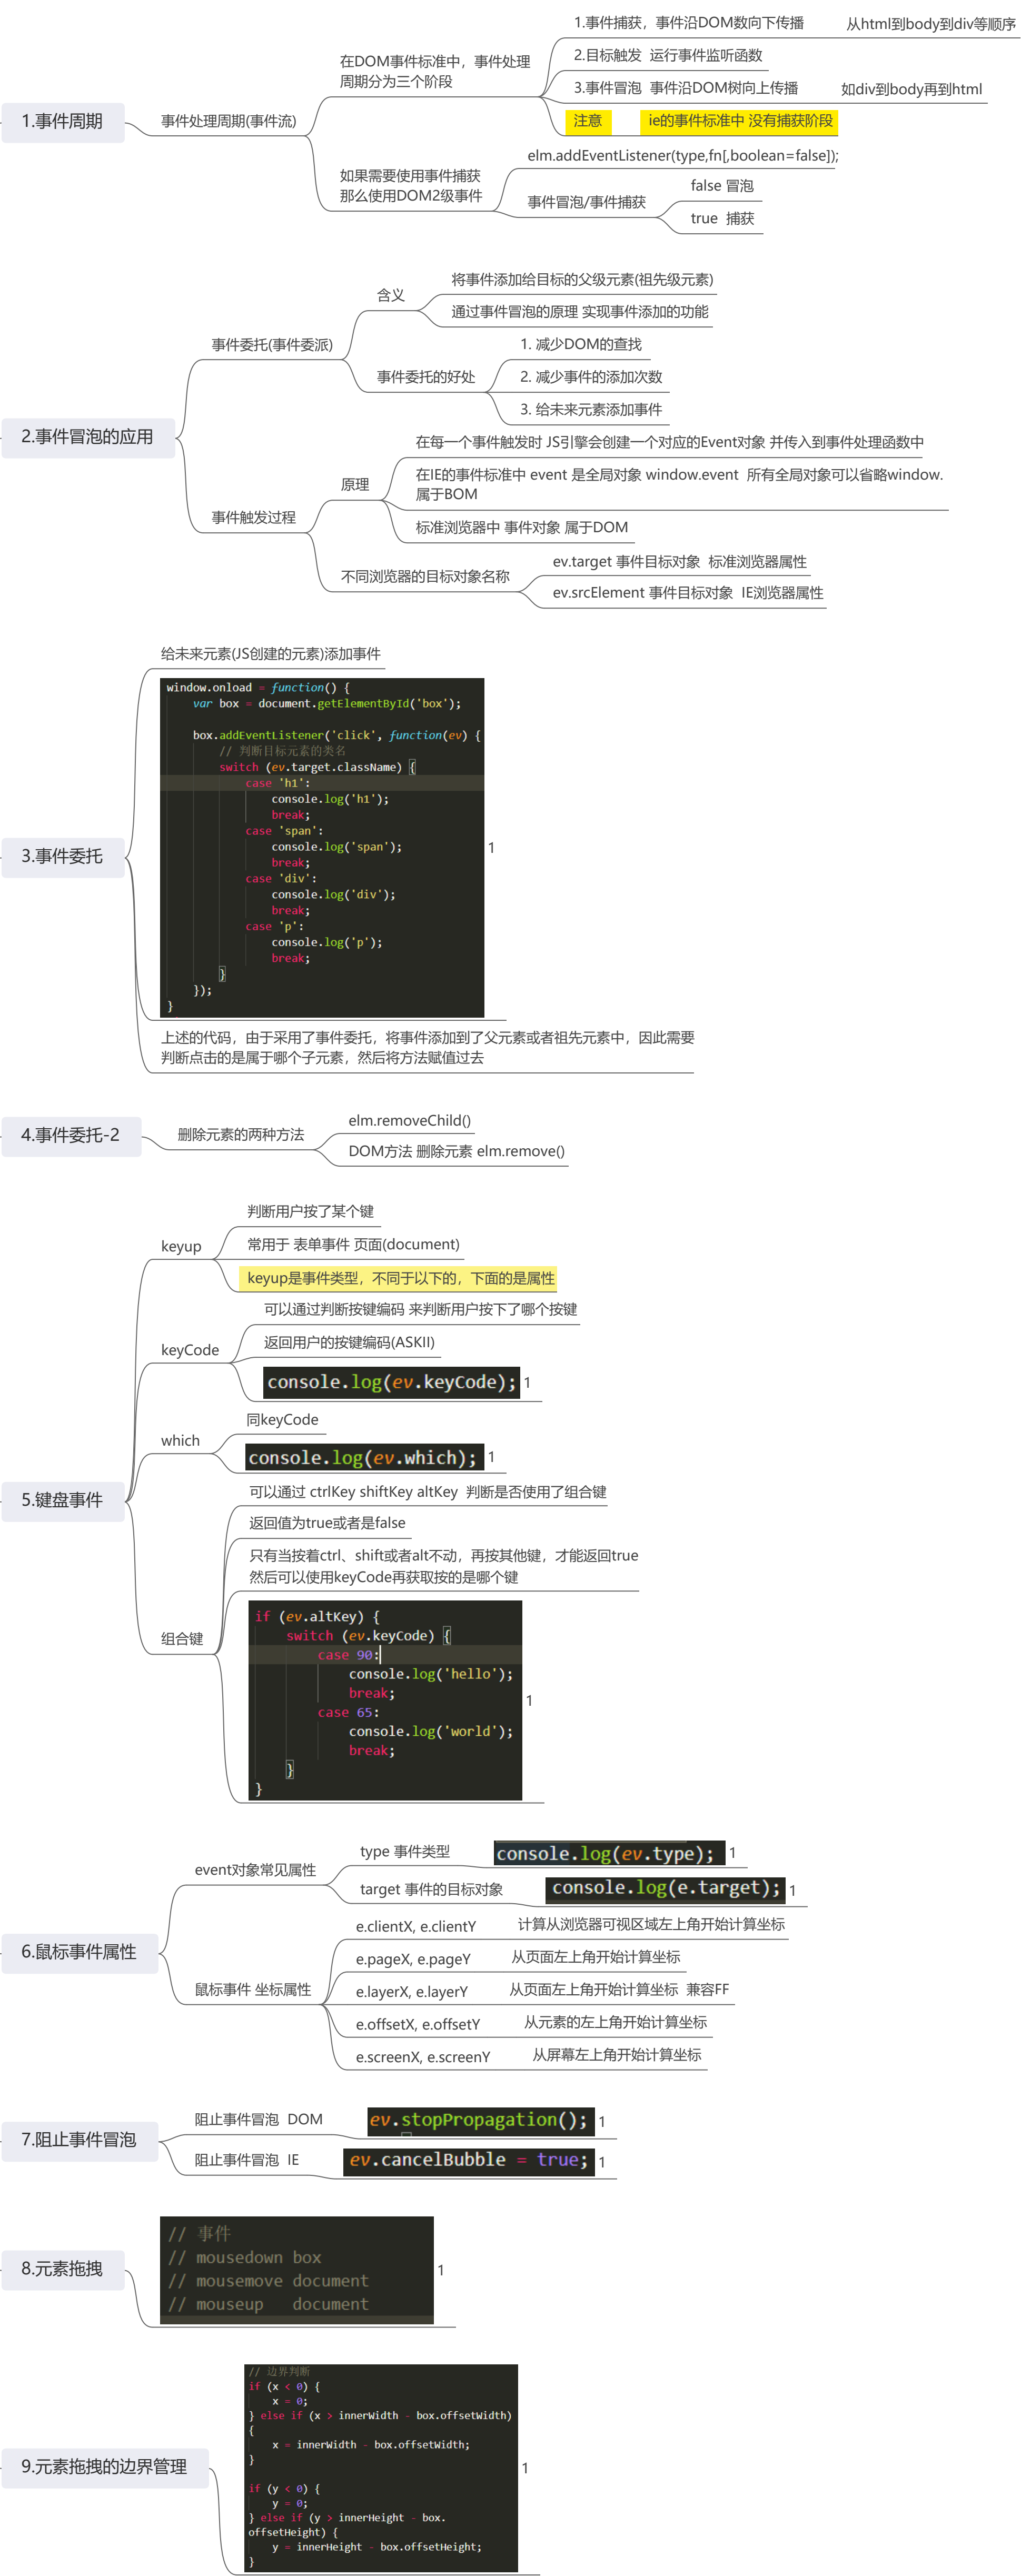 1.事件周期
事件处理周期(事件流)
在DOM事件标准中，事件处理
周期分为三个阶段
1.事件捕获，事件沿DOM数向下传播
从html到body到div等顺序
2.目标触发 运行事件监听函数
3.事件冒泡 事件沿DOM树向上传播
如div到body再到html
注意
ie的事件标准中 没有捕获阶段
如果需要使用事件捕获
那么使用DOM2级事件
elm.addEventListener(type,fn[,boolean=false]);
事件冒泡/事件捕获
false 冒泡
true 捕获
2.事件冒泡的应用
事件委托(事件委派)
含义
将事件添加给目标的父级元素(祖先级元素)
通过事件冒泡的原理 实现事件添加的功能
事件委托的好处
1. 减少DOM的查找
2. 减少事件的添加次数
3. 给未来元素添加事件
事件触发过程
原理
在每一个事件触发时 JS引擎会创建一个对应的Event对象 并传入到事件处理函数中
在IE的事件标准中 event 是全局对象 window.event 所有全局对象可以省略window.
属于BOM
标准浏览器中 事件对象 属于DOM
不同浏览器的目标对象名称
ev.target 事件目标对象 标准浏览器属性
ev.srcElement 事件目标对象 IE浏览器属性
3.事件委托
给未来元素(JS创建的元素)添加事件
window.onload = function() {
var box = document.getElementById('box');
box.addEventListener('click', function(ev) {
// 判断目标元素的类名
switch (ev.target.className) {
case 'h1':
console.log('h1');
break;
case 'span':
console.log('span');
break;
case 'div':
console.log('div');
break;
case 'p':
console.log('p');
break;
}
});
}
1
上述的代码，由于采用了事件委托，将事件添加到了父元素或者祖先元素中，因此需要
判断点击的是属于哪个子元素，然后将方法赋值过去
4.事件委托-2
删除元素的两种方法
elm.removeChild()
DOM方法 删除元素 elm.remove()
5.键盘事件
keyup
判断用户按了某个键
常用于 表单事件 页面(document)
keyup是事件类型，不同于以下的，下面的是属性
keyCode
可以通过判断按键编码 来判断用户按下了哪个按键
返回用户的按键编码(ASKII)
console.log(ev.keyCode); 1
which
同keyCode
console.log(ev.which); 1
组合键
可以通过 ctrlKey shiftKey altKey 判断是否使用了组合键
返回值为true或者是false
只有当按着ctrl、shift或者alt不动，再按其他键，才能返回true
然后可以使用keyCode再获取按的是哪个键
if (ev.altKey) {
switch (ev.keyCode) {
case 90:
console.log('hello');
break;
case 65:
console.log('world');
break;
}
}
1
6.鼠标事件属性
event对象常见属性
type 事件类型
console.log(ev.type); 1
target 事件的目标对象
console.log(e.target); 1
鼠标事件 坐标属性
e.clientX, e.clientY
计算从浏览器可视区域左上角开始计算坐标
e.pageX, e.pageY
从页面左上角开始计算坐标
e.layerX, e.layerY
从页面左上角开始计算坐标 兼容FF
e.offsetX, e.offsetY
从元素的左上角开始计算坐标
e.screenX, e.screenY
从屏幕左上角开始计算坐标
7.阻止事件冒泡
阻止事件冒泡 DOM
ev.stopPropagation(); 1
阻止事件冒泡 IE
ev.cancelBubble = true; 1
8.元素拖拽
// 事件
// mousedown box
// mousemove document
// mouseup document
1
9.元素拖拽的边界管理
// 边界判断
if (x < 0) {
x = 0;
} else if (x > innerWidth - box.offsetWidth)
{
x = innerWidth - box.offsetWidth;
}
if (y < 0) {
y = 0;
} else if (y > innerHeight - box.
offsetHeight) {
y = innerHeight - box.offsetHeight;
}
1